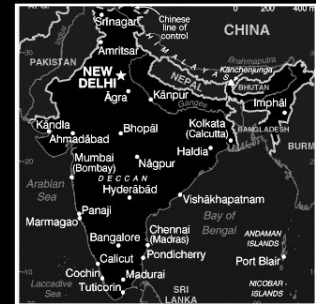 0 200 400 m
Chinese
line of
control
Srinagar
CHINA
Amritsar
Indus
HIMALAYAS
PAKISTAN
Brahmaputra
Kanchenjunga
NEW
DELHI
NEPAL
BHUTAN
Āgra
Kānpur
Imphāl
Ganges
Kāndla
Bhopāl
Kolkata
(Calcutta)
BANGLADESH
Ahmadābād
Haldia
BURM
Mumbai
(Bombay)
Nāgpur
20
DECCAN
Arabian
Sea
Hyderābād
Vishākhapatnam
Panaji
Bay of
Bengal
Marmagao
Chennai
(Madras)
ANDAMAN
ISLANDS
Bangalore
Pondicherry
Port Blair
Calicut
Cochin
Madurai
Laccadive
Sea
NICOBAR
ISLANDS
Tuticorin
SRI
LANKA